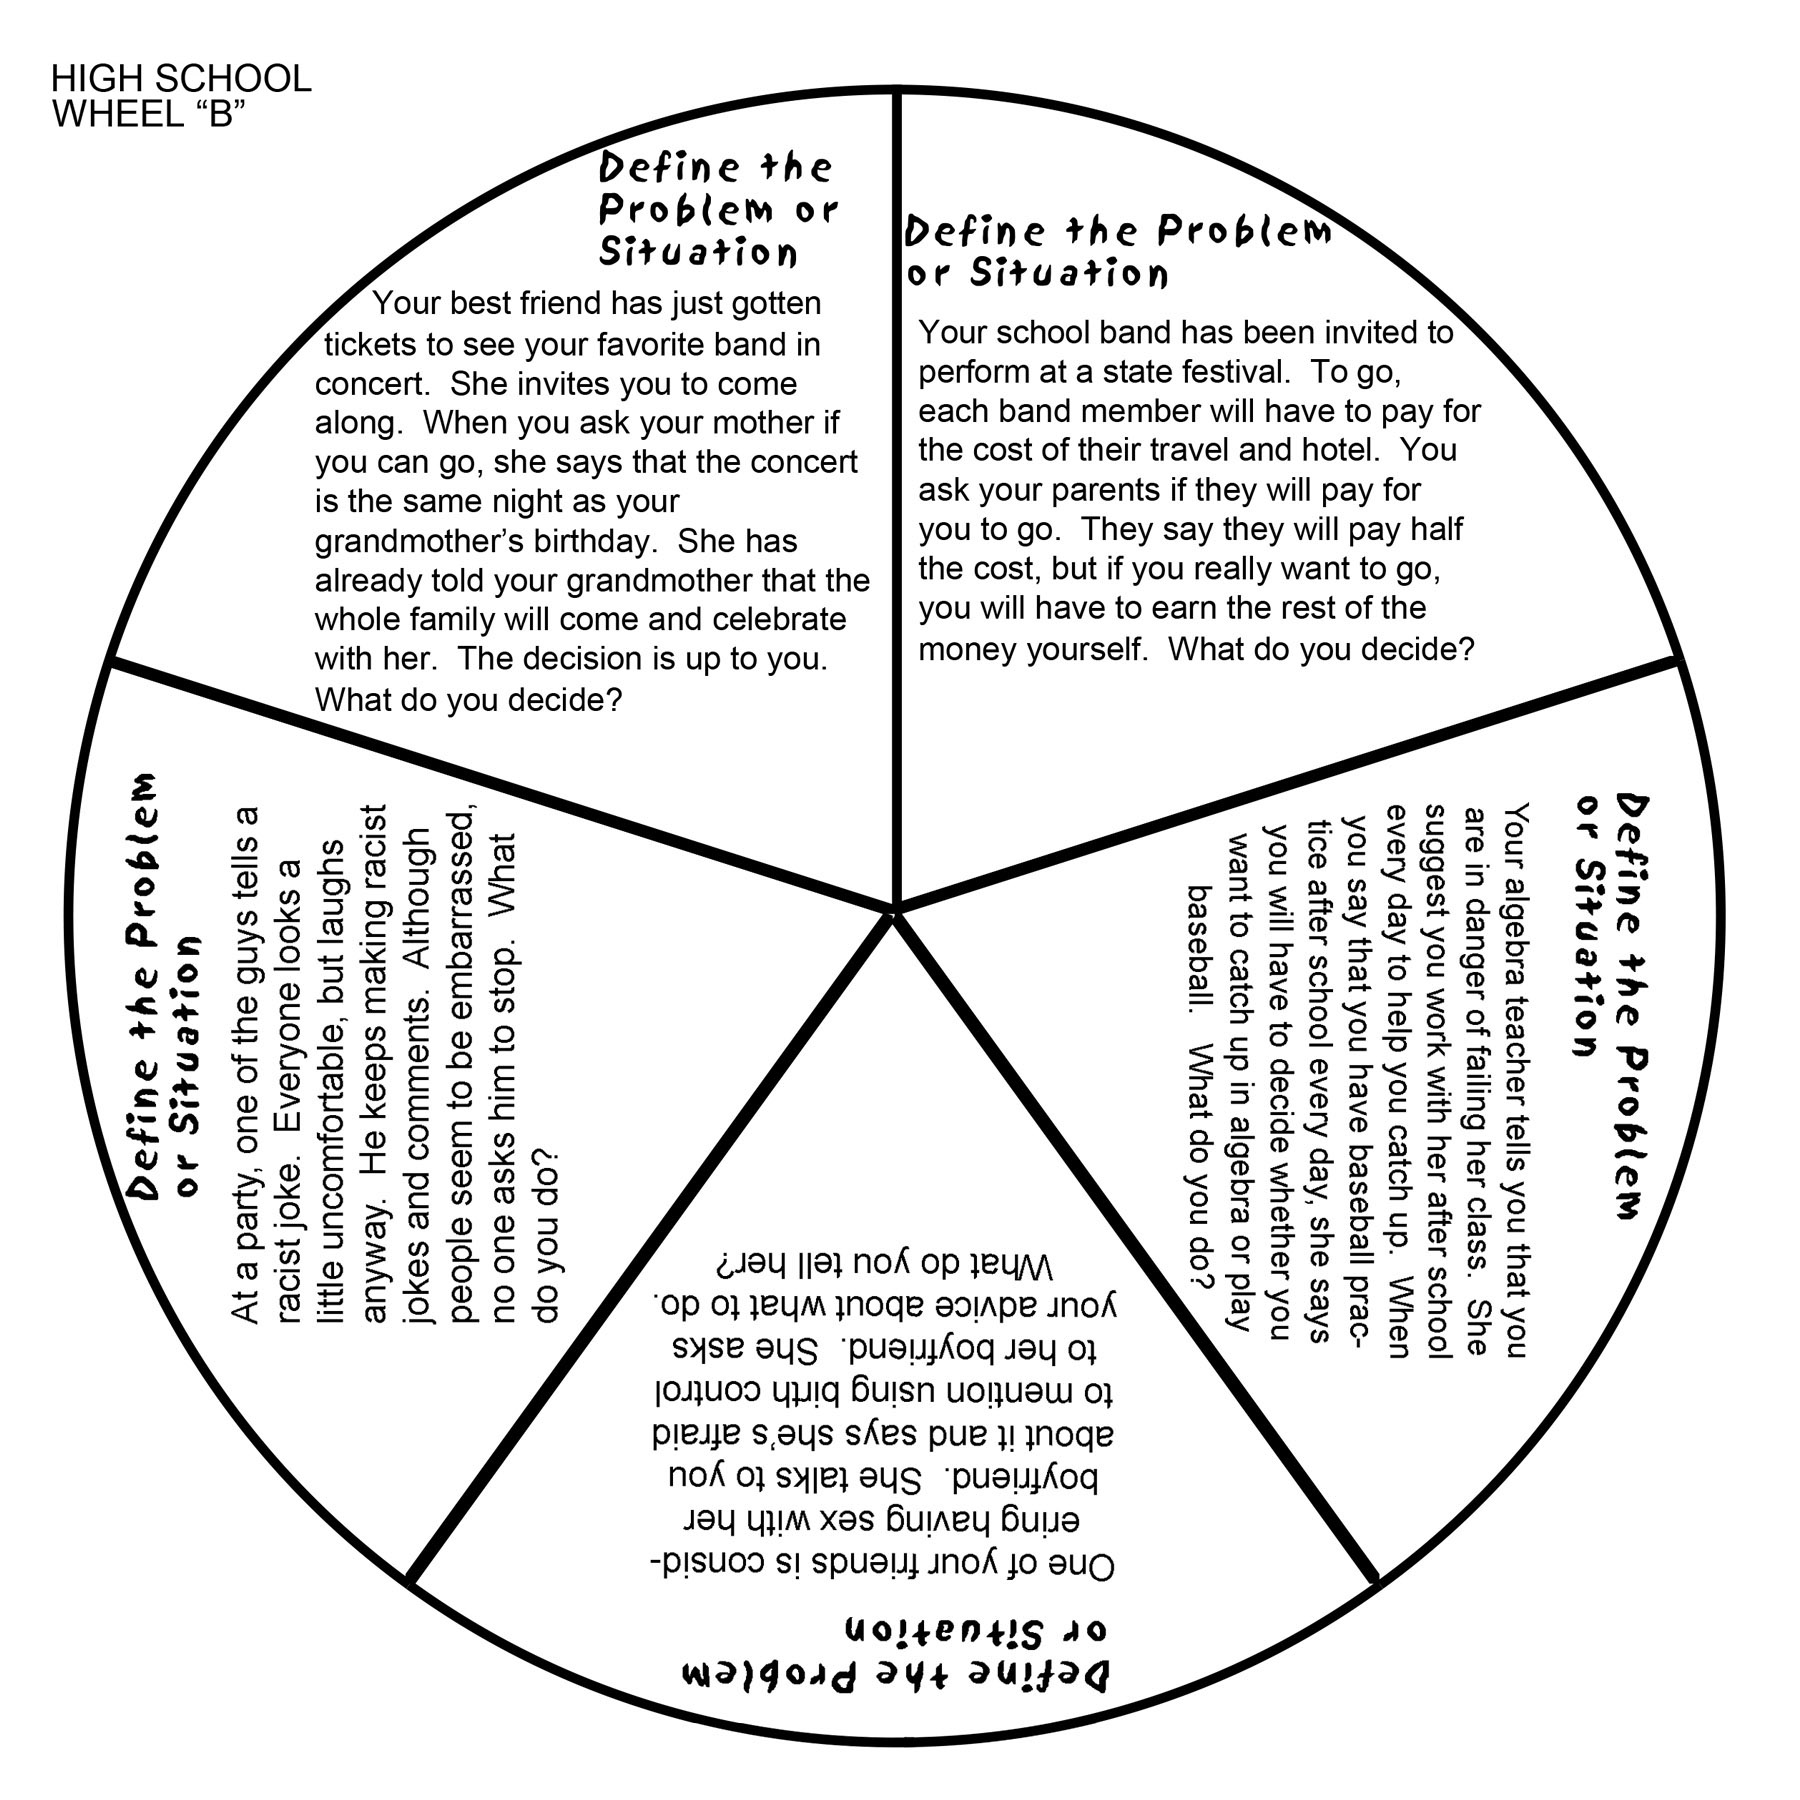 HIGH SCHOOL
WHEEL “B”
Define the
Problem or
Situation
Your best friend has just gotten
tickets to see your favorite band in
concert.  She invites you to come
along.  When you ask your mother if
you can go, she says that the concert
is the same night as your
grandmother’s birthday.  She has
already told your grandmother that the
whole family will come and celebrate
with her.  The decision is up to you.
What do you decide?
Define the Problem
or Situation
Your school band has been invited to
perform at a state festival.  To go,
each band member will have to pay for
the cost of their travel and hotel.  You
ask your parents if they will pay for
you to go.  They say they will pay half
the cost, but if you really want to go,
you will have to earn the rest of the
money yourself.  What do you decide?
Define the Problem
or Situation
Your algebra teacher tells you that you
are in danger of failing her class.  She
suggest you work with her after school
every day to help you catch up.  When
you say that you have baseball prac-
tice after school every day, she says
you will have to decide whether you
want to catch up in algebra or play
baseball.   What do you do?
Define the Problem
or Situation
One of your friends is consid-
ering having sex with her
boyfriend.  She talks to you
about it and says she’s afraid
to mention using birth control
to her boyfriend.  She asks
your advice about what to do.
What do you tell her?
Define the Problem
or Situation
At a party, one of the guys tells a
racist joke.  Everyone looks a
little uncomfortable, but laughs
anyway.  He keeps making racist
jokes and comments.  Although
people seem to be embarrassed,
no one asks him to stop.  What
do you do?